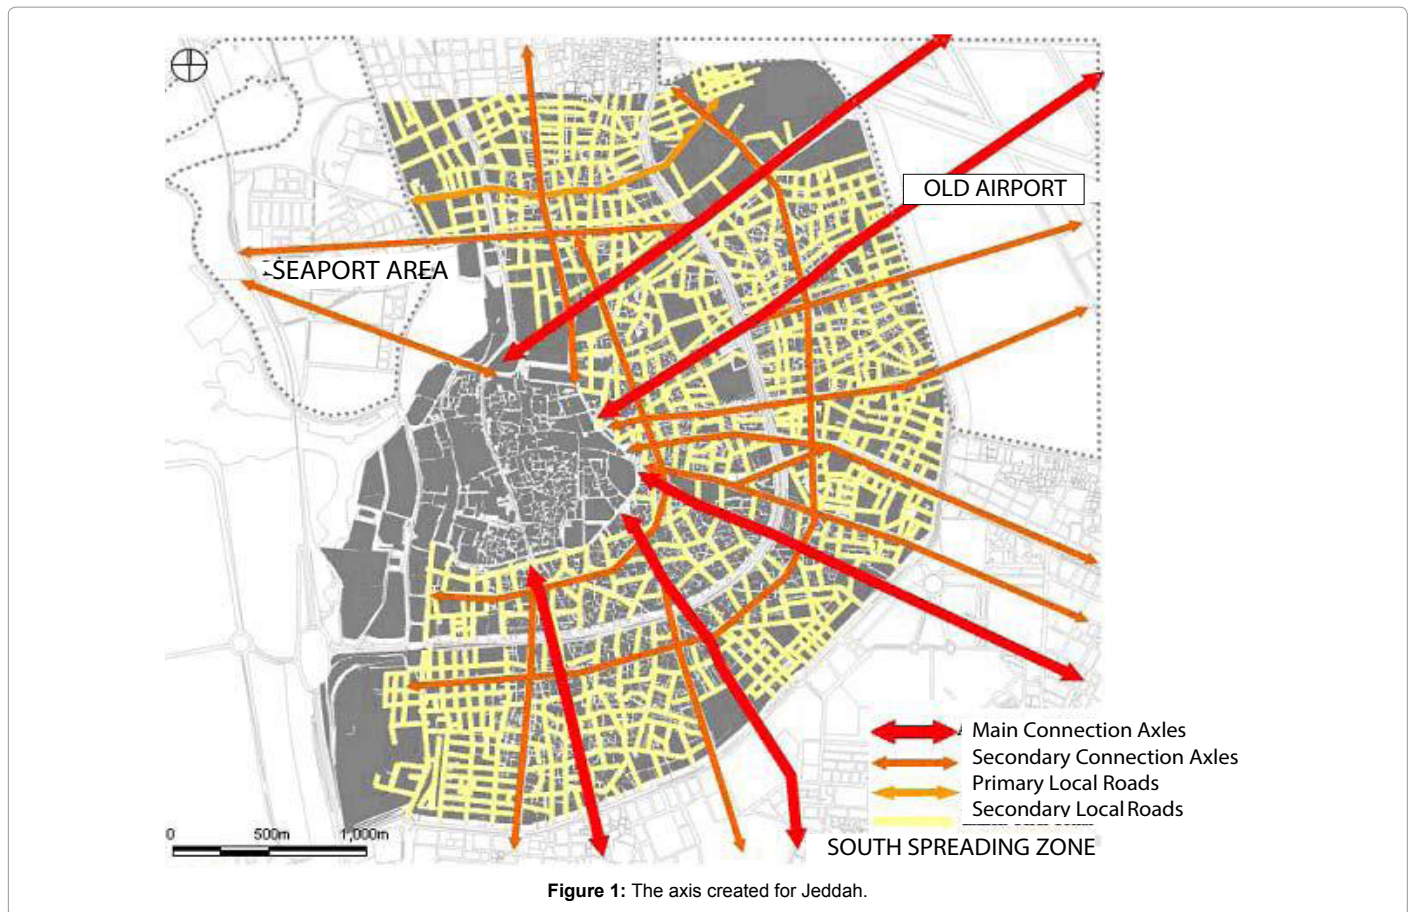 OLD AIRPORT
-SEAPORT AREA
Main Connection Axles
Secondary Connection Axles
Primary Local Roads
Secondary Local Roads
0 500m 1,000m
SOUTH SPREADING ZONE
Figure 1: The axis created for Jeddah.